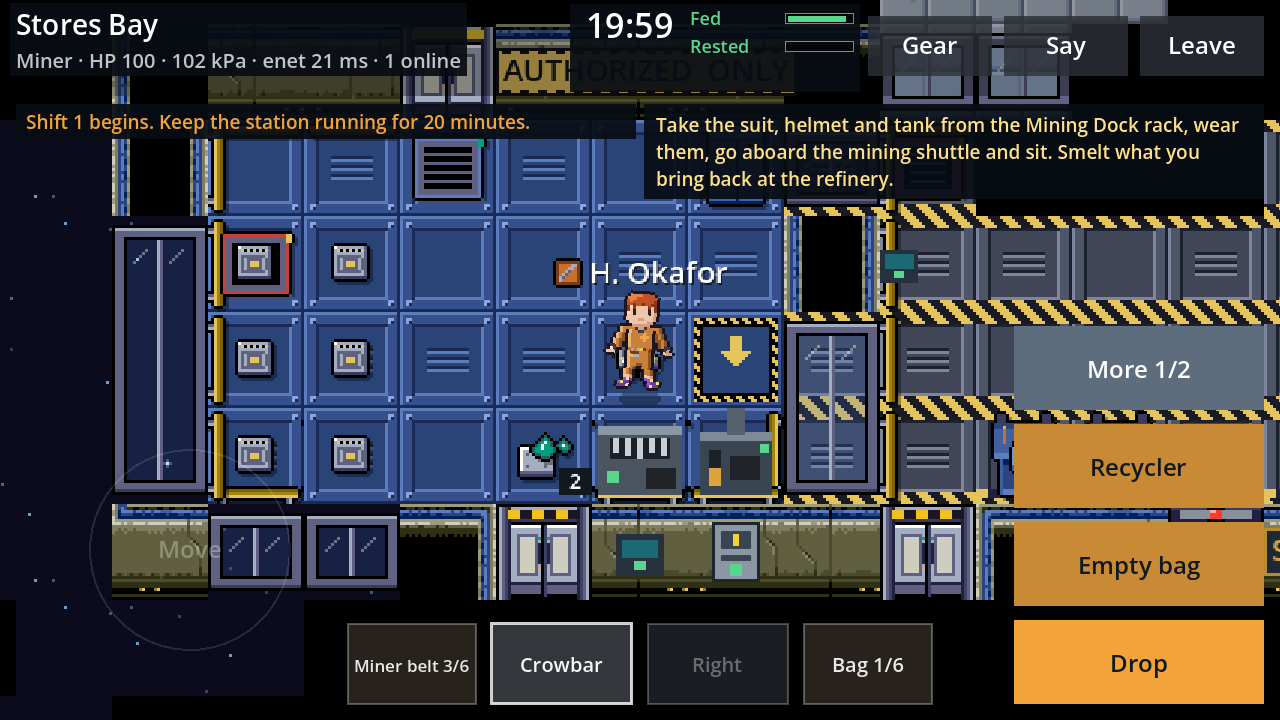 Stores Bay
Miner · HP 100 · 102 kPa · enet 21 ms · 1 online
19:59
Fed
Rested
Gear
Say
Leave
AUTHORIZED ONLY
Shift 1 begins. Keep the station running for 20 minutes.
Take the suit, helmet and tank from the Mining Dock rack, wear
them, go aboard the mining shuttle and sit. Smelt what you
bring back at the refinery.
H. Okafor
More 1/2
Recycler
2
Empty bag
Move
Miner belt 3/6
Crowbar
Right
Bag 1/6
Drop